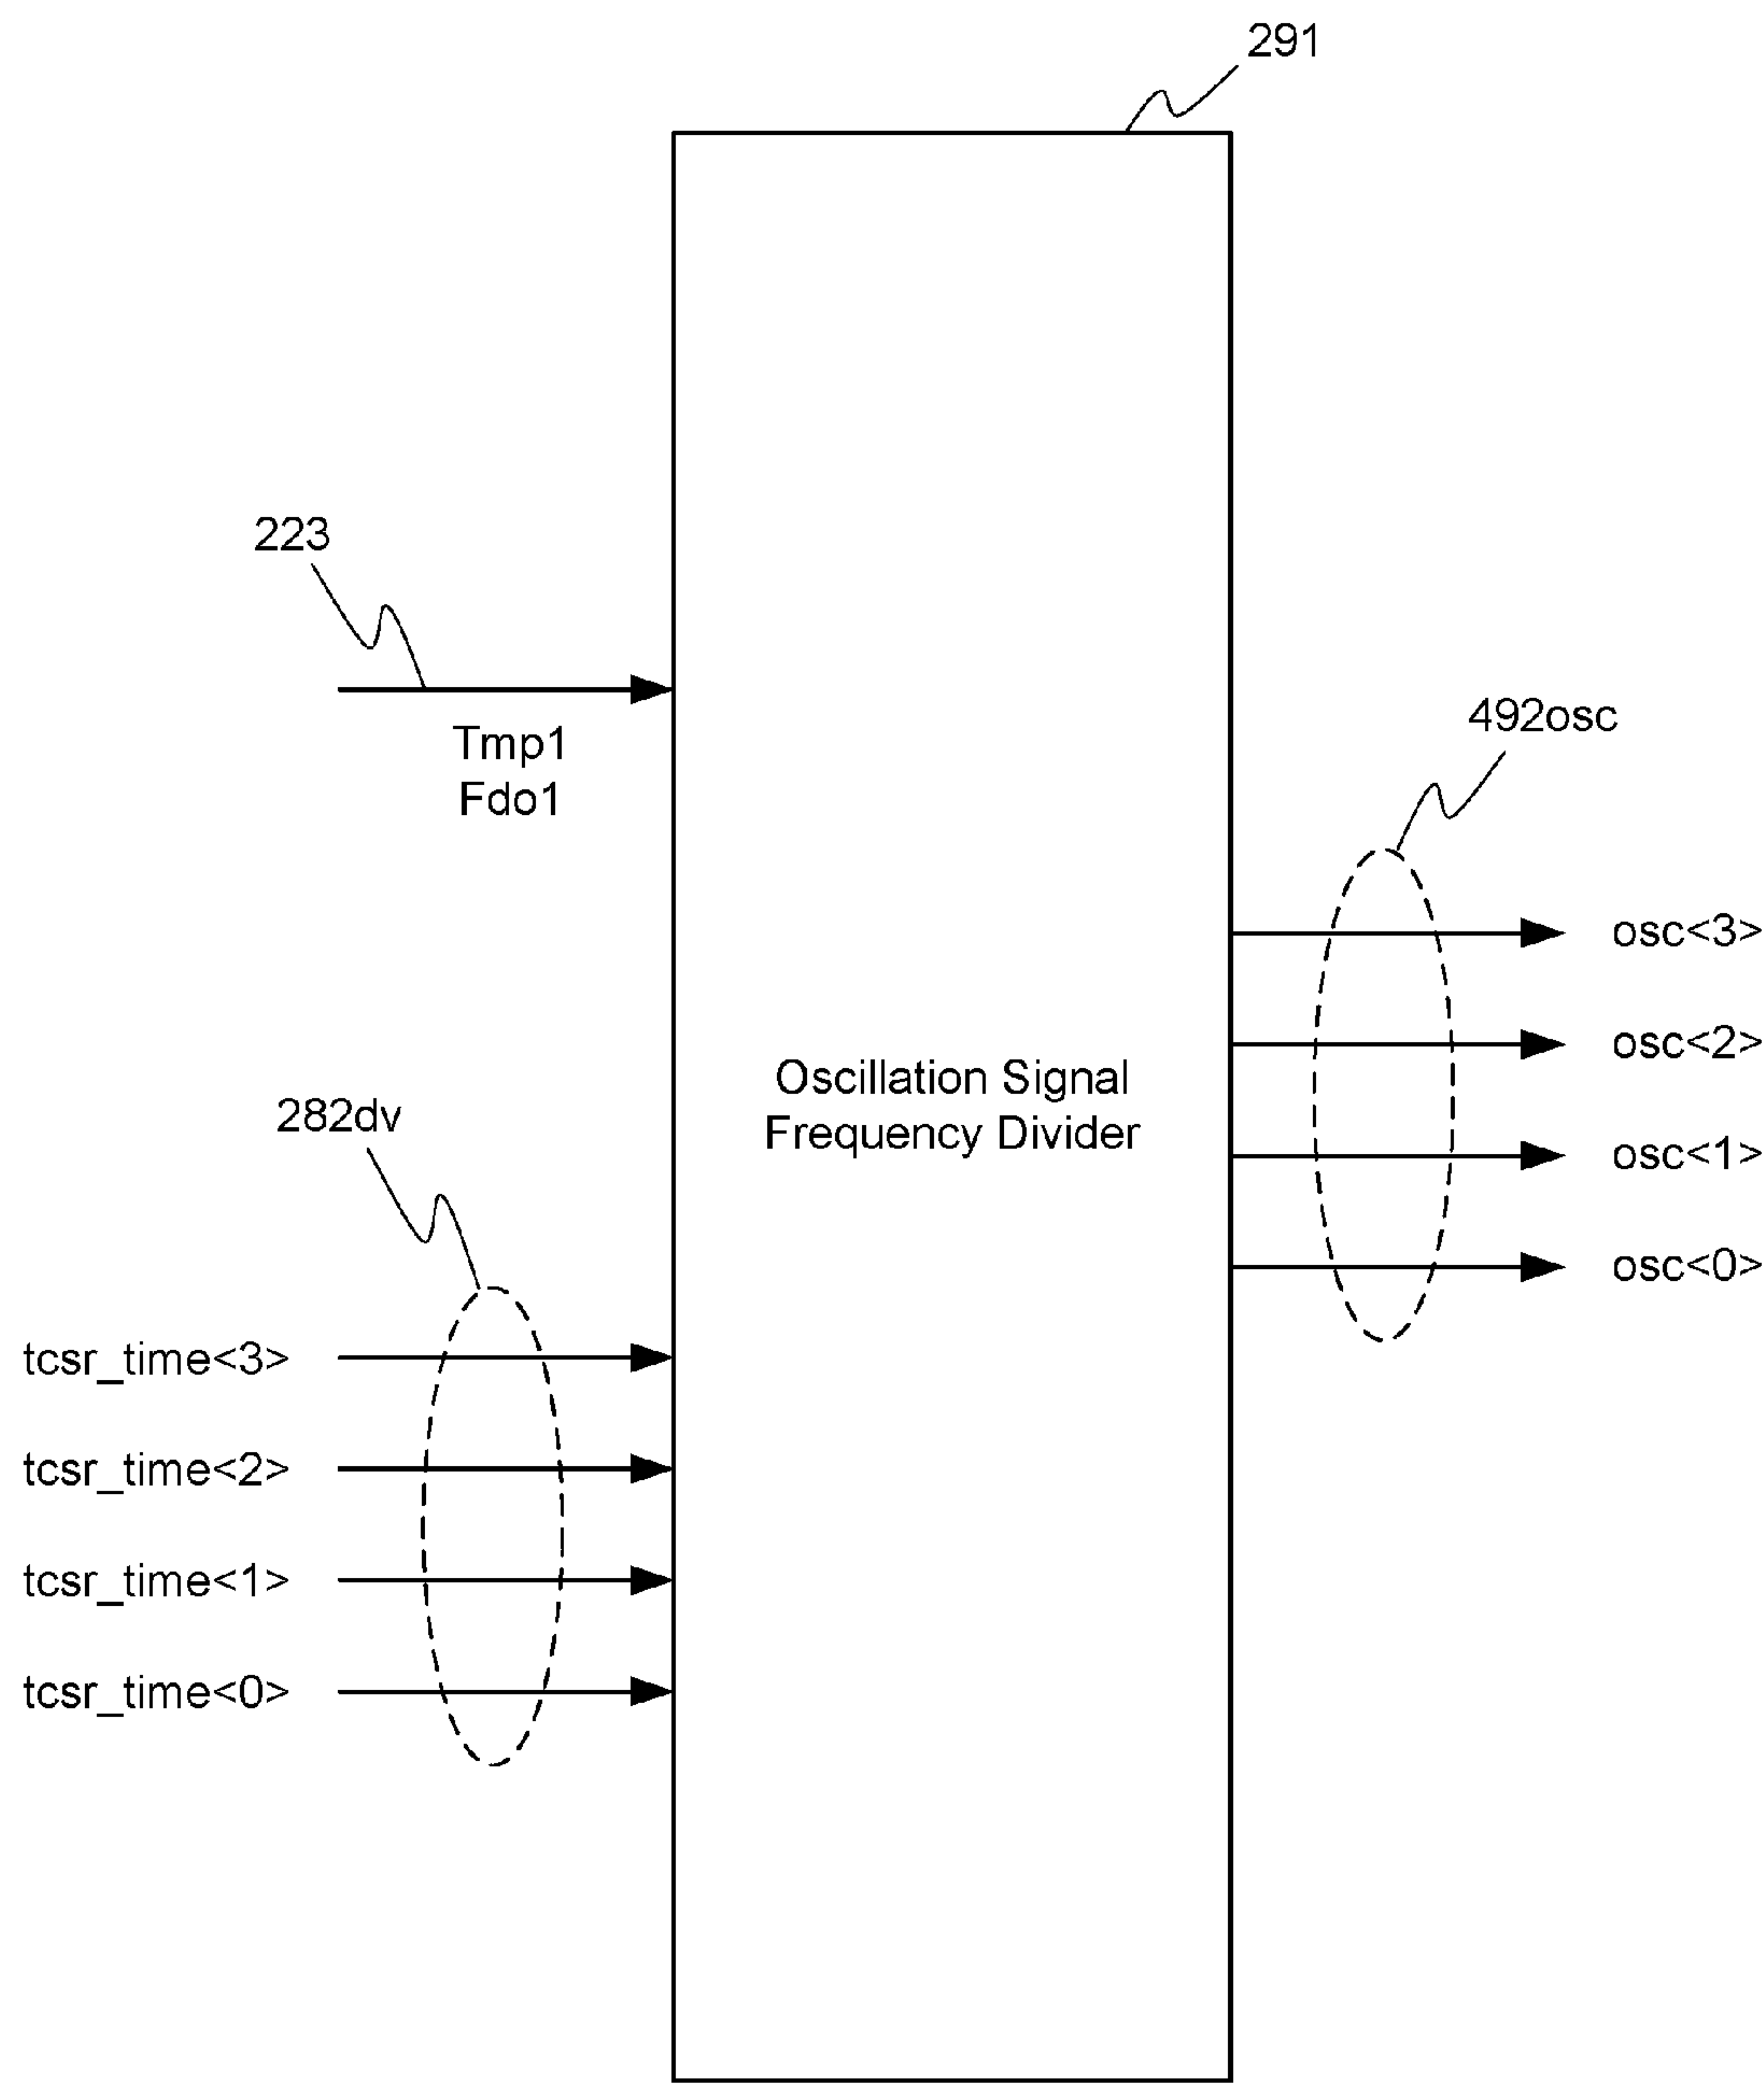 291
223
Tmp1
Fdo1
492osc
osc<3>
osc<2>
Oscillation Signal
Frequency Divider
282dv
osc<1>
osc<0>
tcsr_time<3>
tcsr_time<2>
tcsr_time<1>
tcsr_time<0>